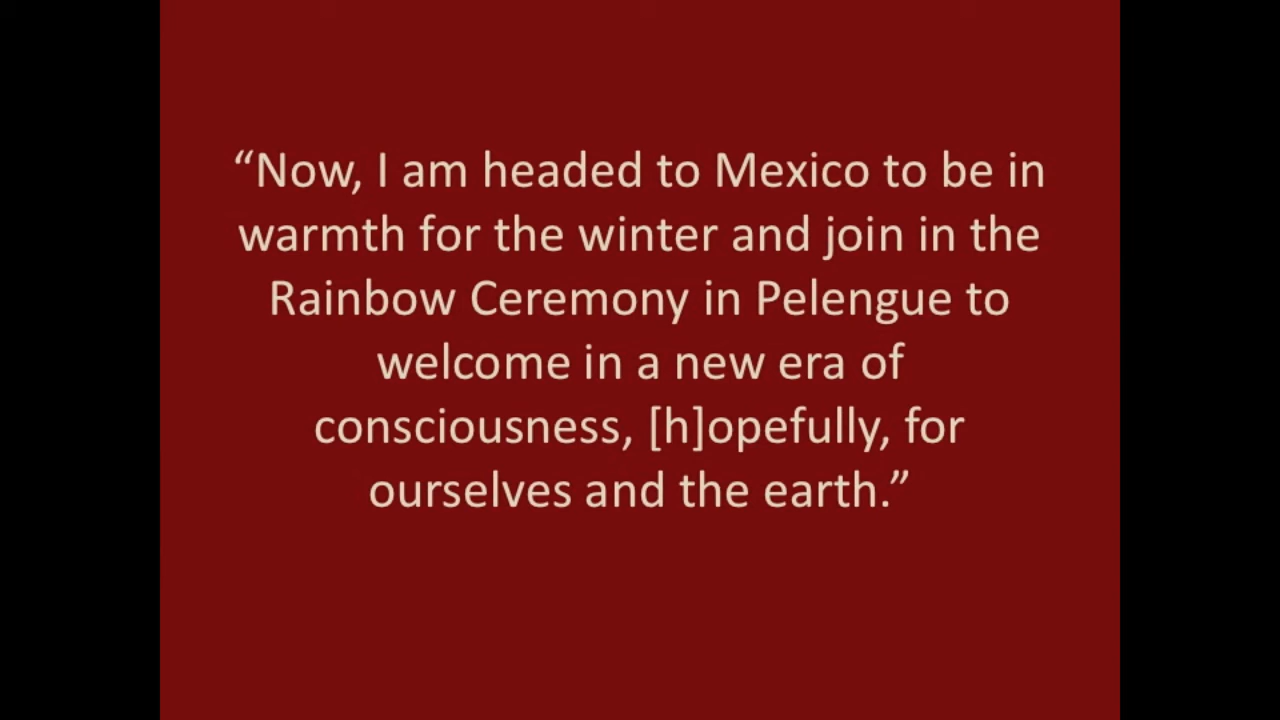 “Now, I am headed to Mexico to be in
warmth for the winter and join in the
Rainbow Ceremony in Pelengue to
welcome in a new era of
consciousness, [h]opefully, for
ourselves and the earth.”